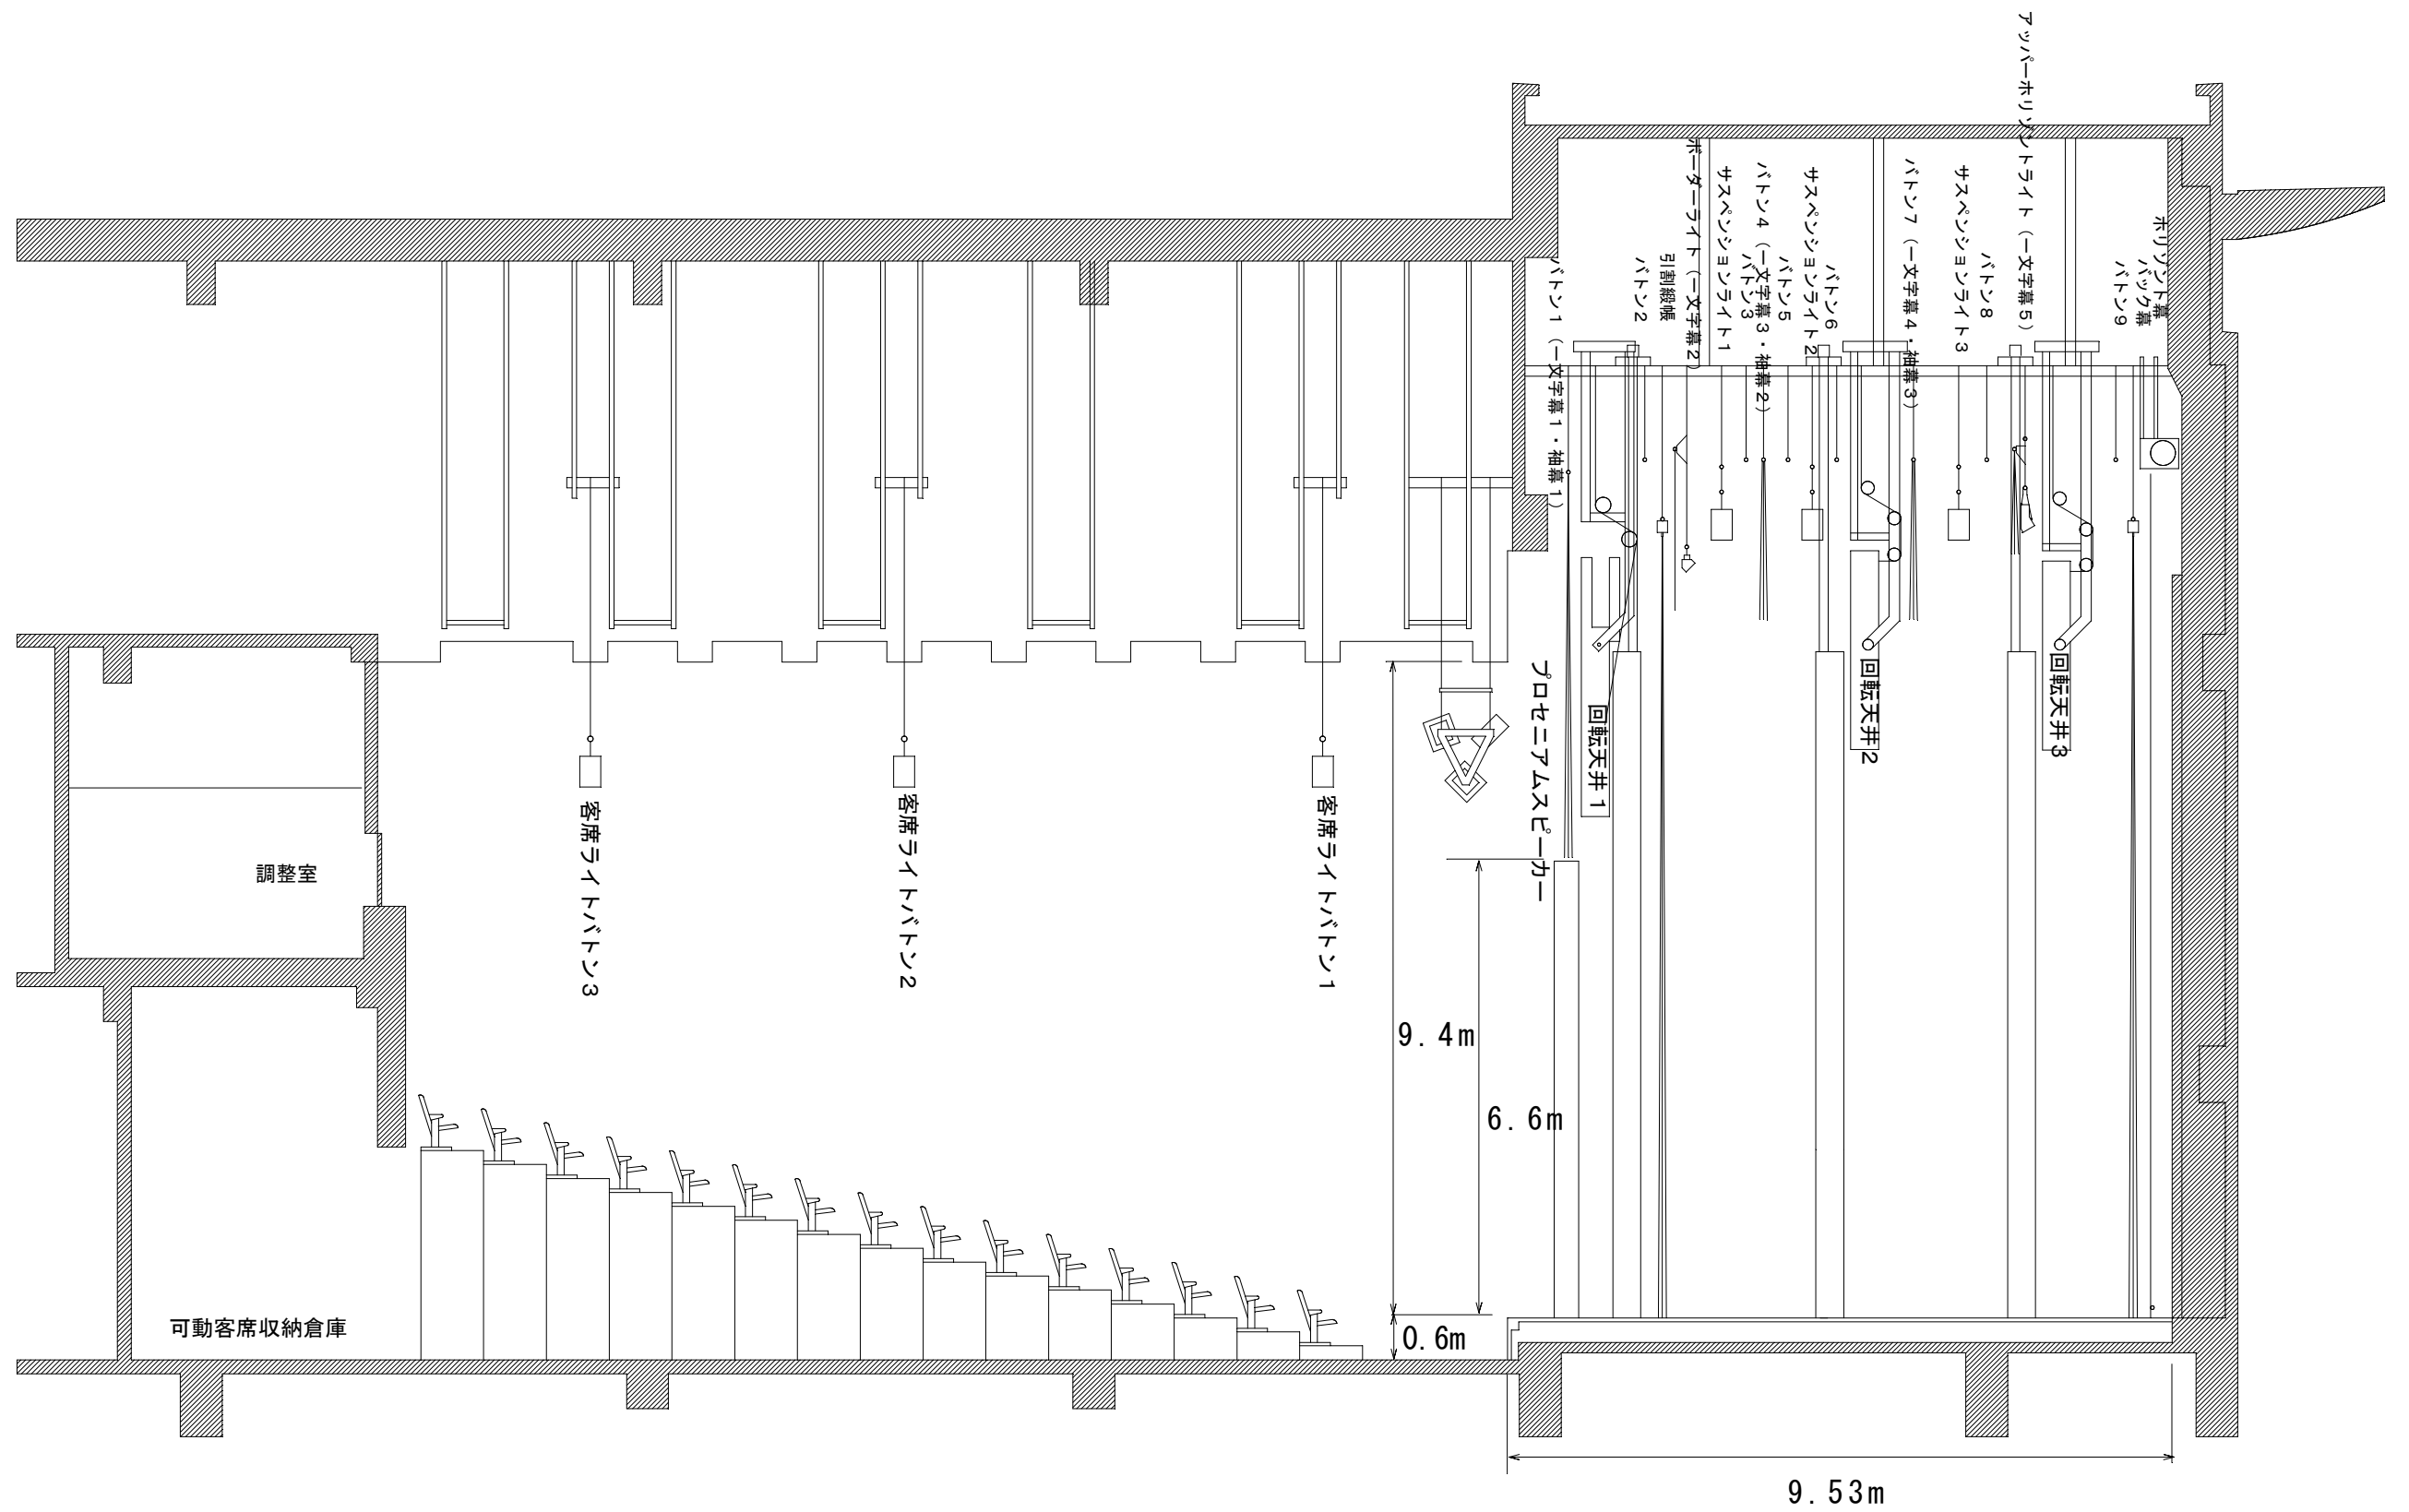 アッパーホリゾントライト（一文字幕５）
ボーダーライト（一文字幕２）
サスペンションライト１
バトン４（一文字幕３・袖幕２）
サスペンションライト２
バトン７（一文字幕４・袖幕３）
サスペンションライト３
ホリゾント幕
バック幕
バトン９
バトン１（一文字幕１・袖幕１）
バトン２
引割緞帳
バトン３
バトン５
バトン６
バトン８
プロセニアムスピーカー
回転天井１
回転天井２
回転天井３
客席ライトバトン３
客席ライトバトン２
客席ライトバトン１
調整室
9.4m
6.6m
可動客席収納倉庫
0.6m
9.53m